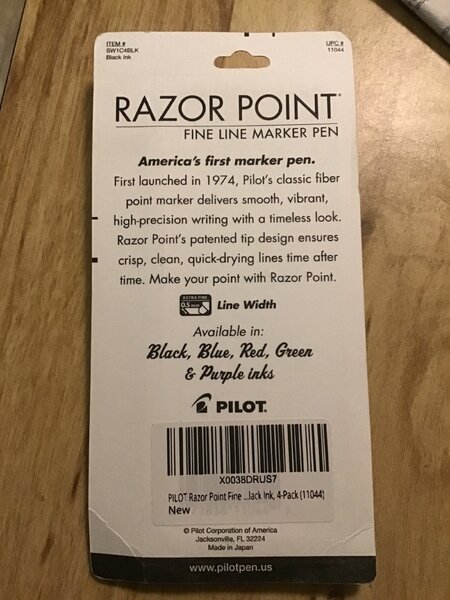 ITEM #
SW1C4BLK
Black Ink
UPC #
11044
RAZOR POINT®
FINE LINE MARKER PEN
America's first marker pen.
First launched in 1974, Pilot's classic fiber
point marker delivers smooth, vibrant,
high-precision writing with a timeless look.
Razor Point's patented tip design ensures
crisp, clean, quick-drying lines time after
time. Make your point with Razor Point.
EXTRA FINE
0.5 mm
Line Width
Available in:
Black, Blue, Red, Green
& Purple inks
PILOT.
X0038DRUS7
PILOT Razor Point Fine ...lack Ink, 4-Pack (11044)
New
© Pilot Corporation of America
Jacksonville, FL 32224
Made in Japan
www.pilotpen.us